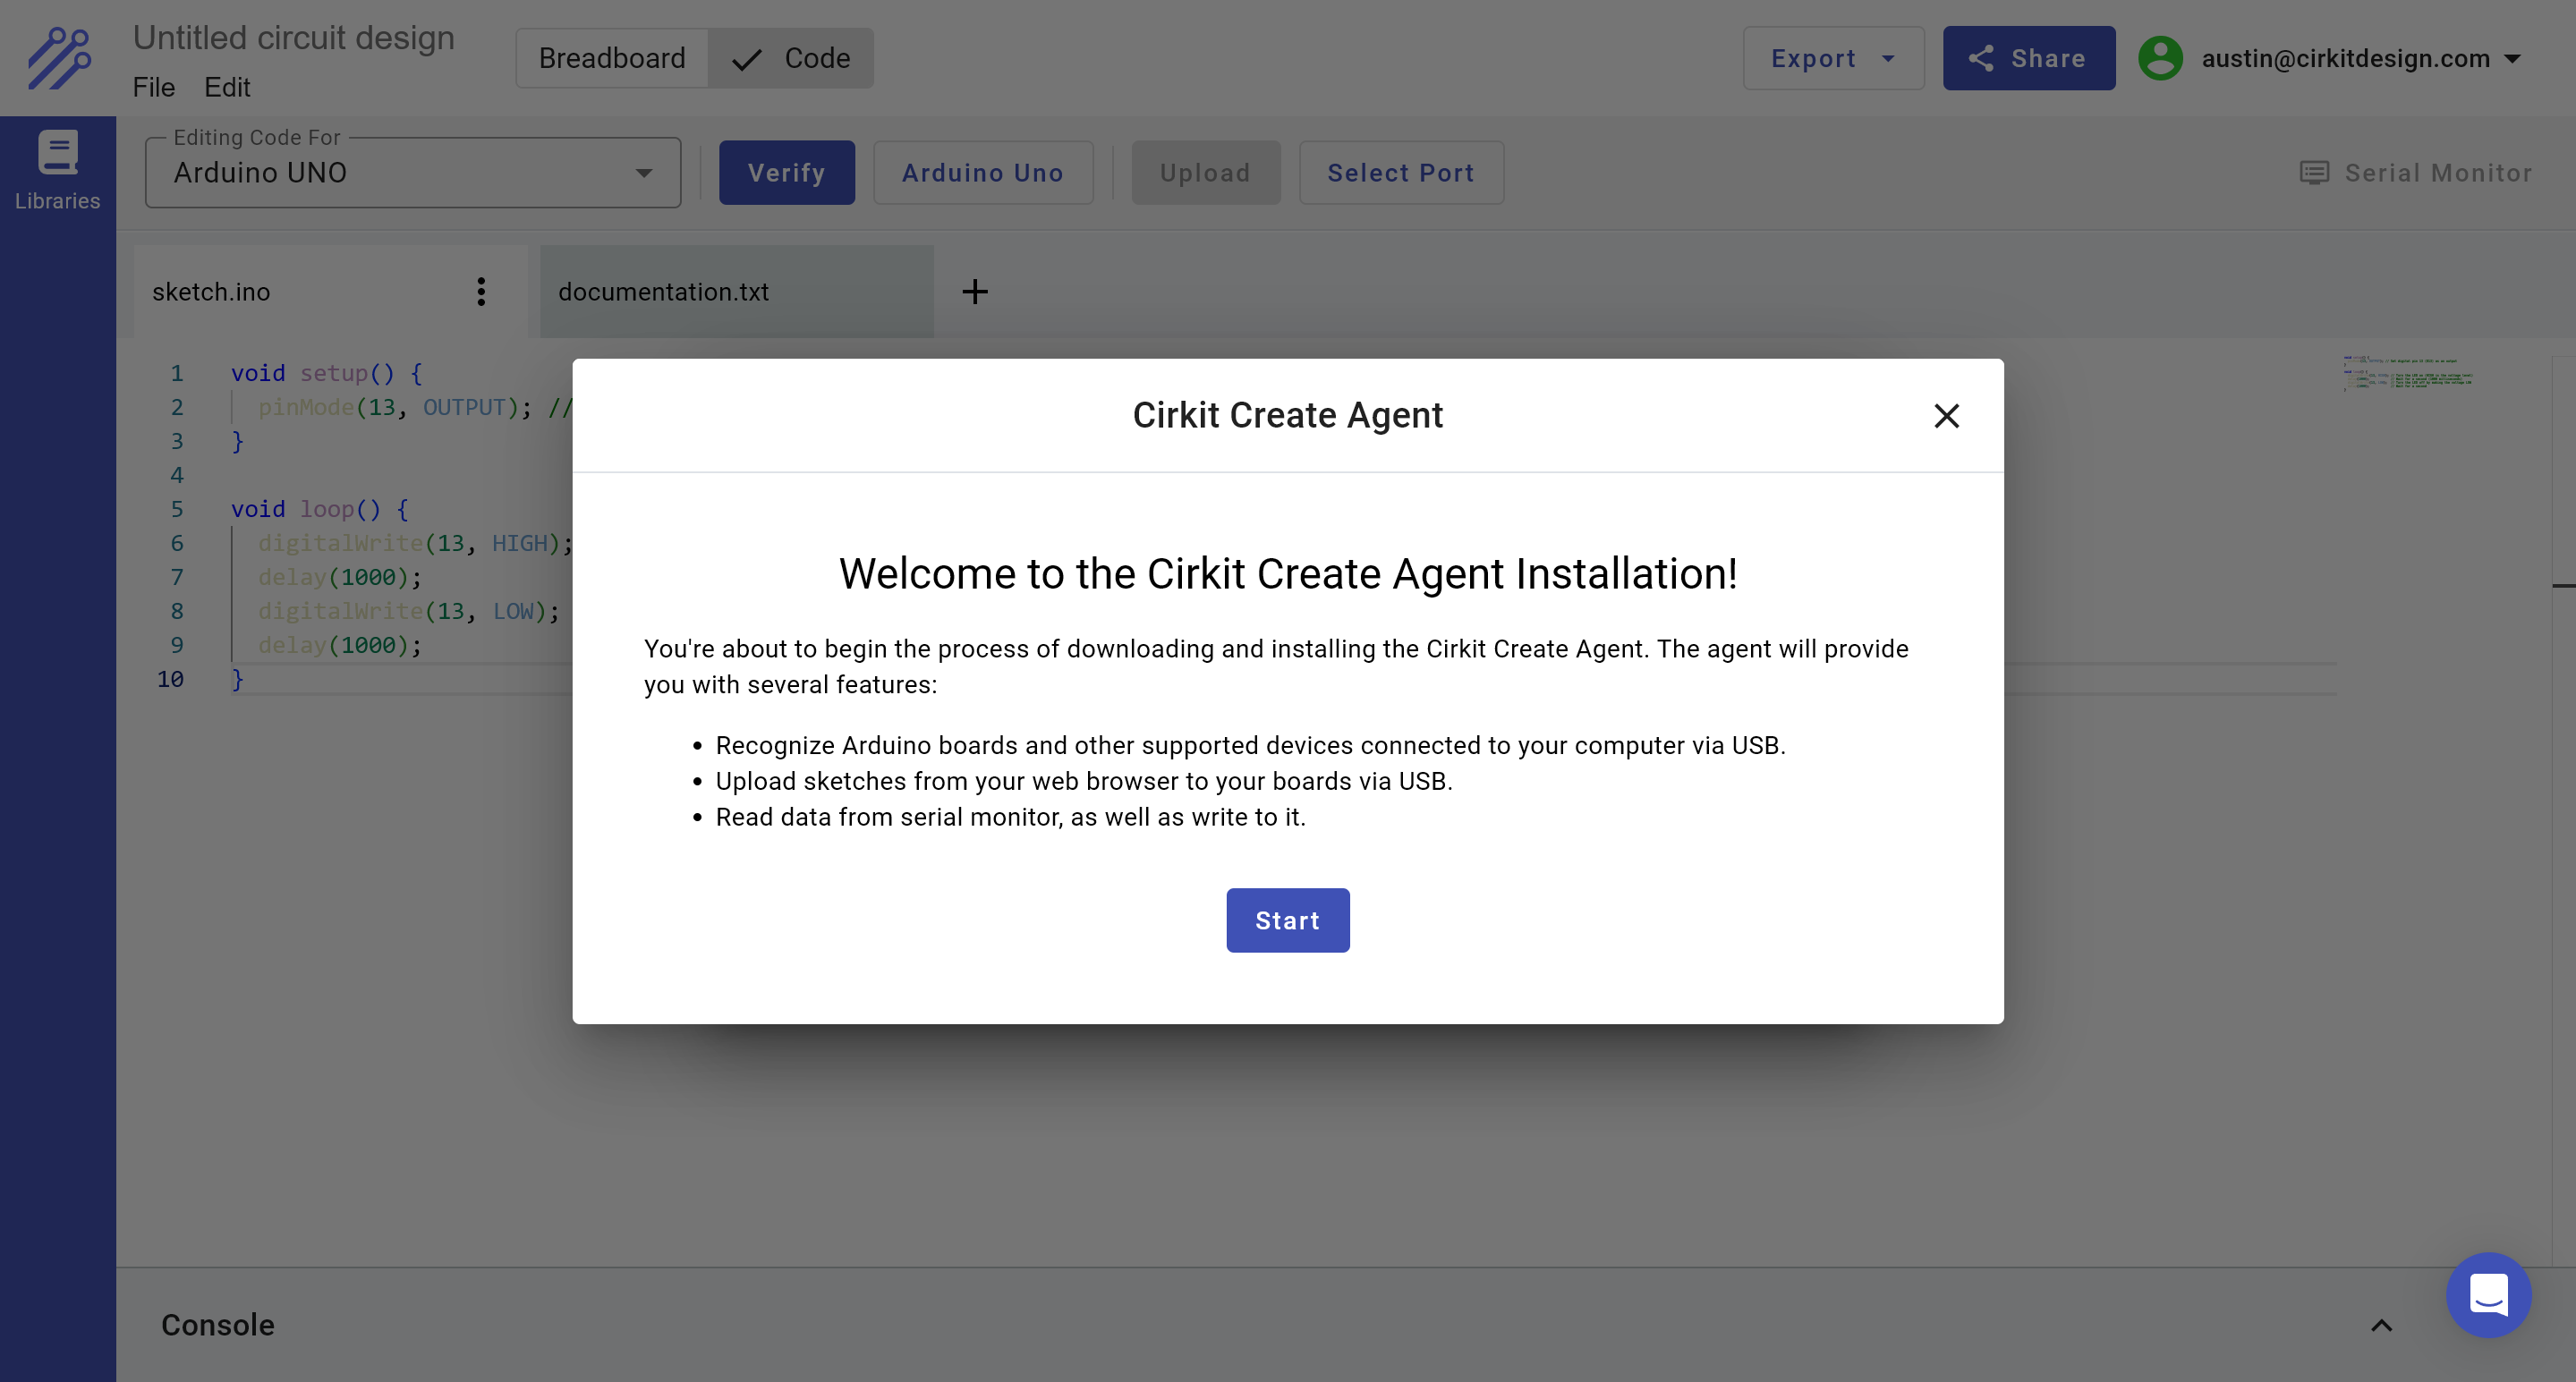 Untitled circuit design
File Edit
Breadboard Code
Export Share austin@cirkitdesign.com
Libraries
Editing Code For
Arduino UNO
Verify Arduino Uno Upload Select Port Serial Monitor
sketch.ino documentation.txt
1 void setup() {
2 pinMode(13, OUTPUT); //
3 }
4
5 void loop() {
6 digitalWrite(13, HIGH);
7 delay(1000);
8 digitalWrite(13, LOW);
9 delay(1000);
10 }
Cirkit Create Agent
Welcome to the Cirkit Create Agent Installation!
You're about to begin the process of downloading and installing the Cirkit Create Agent. The agent will provide
you with several features:
• Recognize Arduino boards and other supported devices connected to your computer via USB.
• Upload sketches from your web browser to your boards via USB.
• Read data from serial monitor, as well as write to it.
Start
Console